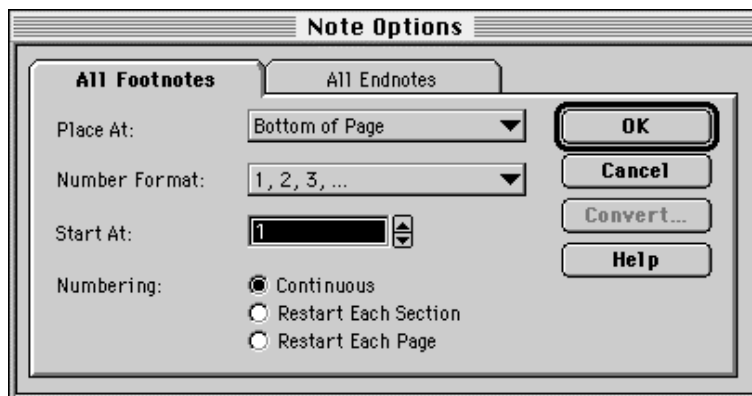 Note Options
All Footnotes
All Endnotes
Place At:
Bottom of Page
Number Format:
1, 2, 3, ...
Start At:
1
Numbering:
Continuous
Restart Each Section
Restart Each Page
OK
Cancel
Convert...
Help